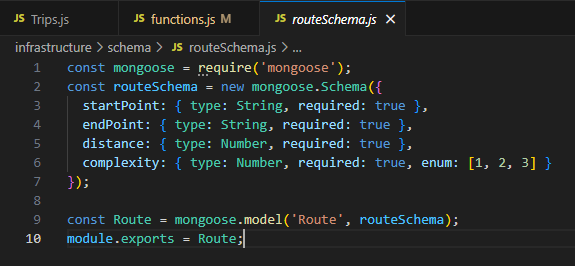 JS Trips.js JS functions.js M JS routeSchema.js ×
infrastructure > schema > JS routeSchema.js > ...
1 const mongoose = require('mongoose');
2 const routeSchema = new mongoose.Schema({
3 startPoint: { type: String, required: true },
4 endPoint: { type: String, required: true },
5 distance: { type: Number, required: true },
6 complexity: { type: Number, required: true, enum: [1, 2, 3] }
7 });
8
9 const Route = mongoose.model('Route', routeSchema);
10 module.exports = Route;